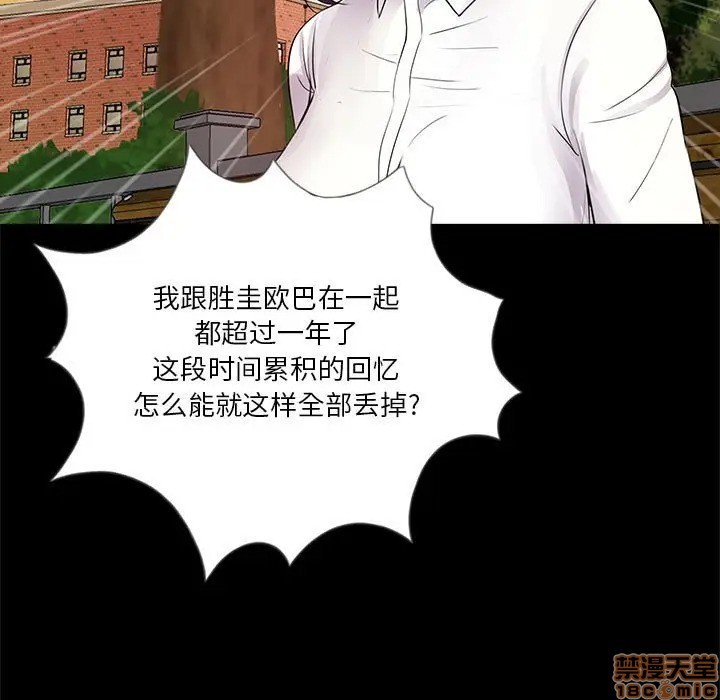 我跟胜圭欧巴在一起
都超过一年了
这段时间累积的回忆
怎么能就这样全部丢掉?
禁漫天堂
180COMIC